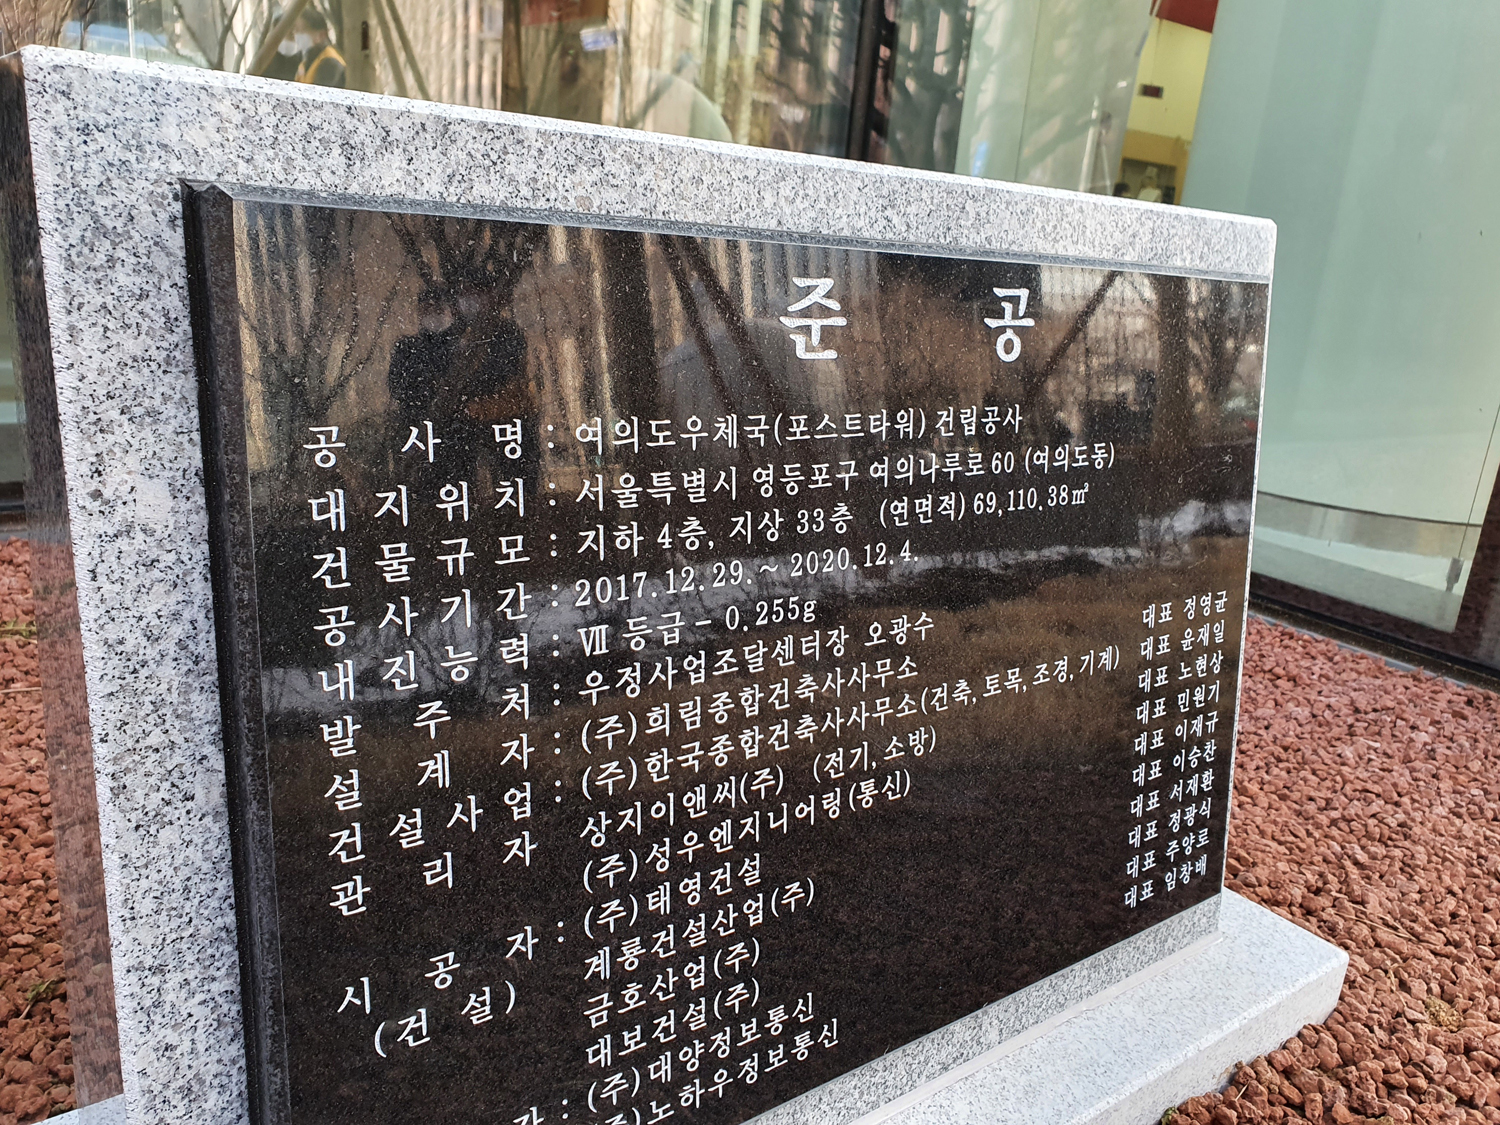 준 공
공 사 명 : 여의도우체국(포스트타워) 건립공사
대 지 위 치 : 서울특별시 영등포구 여의나루로 60 (여의도동)
건 물 규 모 : 지하 4층, 지상 33층 (연면적) 69,110.38㎡
공 사 기 간 : 2017.12.29. ~ 2020.12.4.
내 진 능 력 : Ⅶ 등급 - 0.255g
발 주 처 : 우정사업조달센터장 오광수
설 계 자 : (주)희림종합건축사사무소 대표 정영균
건 설 사 업 : (주)한국종합건축사사무소(건축, 토목, 조경, 기계) 대표 윤재일
관 리 자 상지이앤씨(주) (전기, 소방) 대표 노현상
(주)성우엔지니어링(통신) 대표 민원기
시 공 자 : (주)태영건설 대표 이재규
(건 설) 계룡건설산업(주) 대표 이승찬
금호산업(주) 대표 서재환
대보건설(주) 대표 정광식
: (주)대양정보통신 대표 주양로
노하우정보통신 대표 임창배